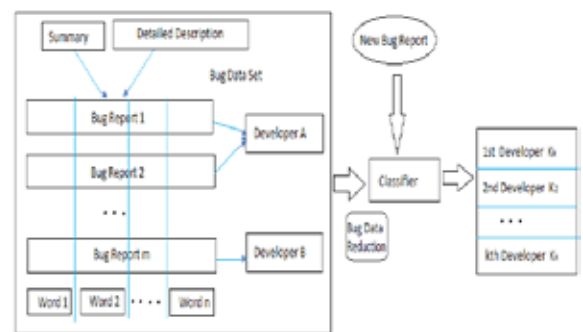 Summary
Detailed Description
Bug Data Set
Bug Report 1
Developer A
Bug Report 2
...
Bug Report m
Developer B
Word 1
Word 2
....
Word n
New Bug Report
Classifier
Bug Data
Reduction
1st Developer
2nd Developer
...
kth Developer